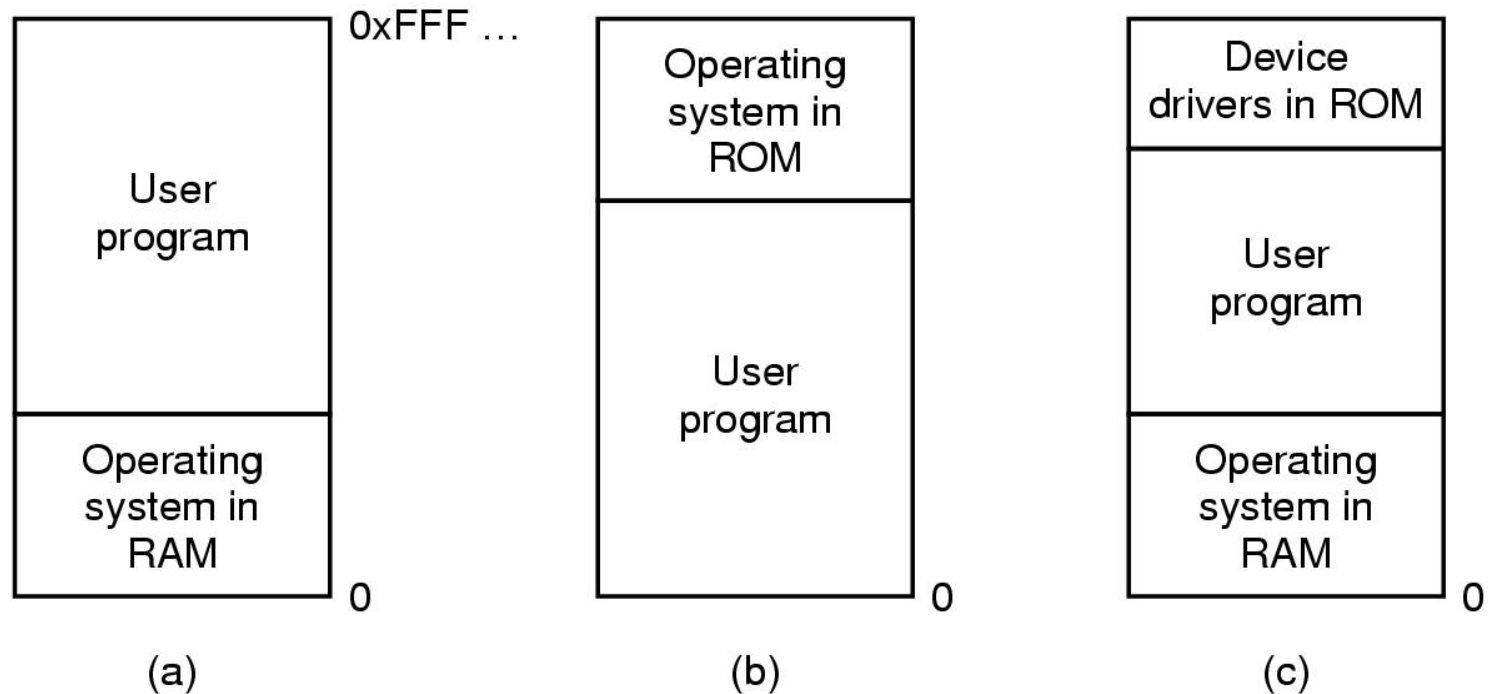 0xFFF …
User
program
Operating
system in
RAM
0
(a)
Operating
system in
ROM
User
program
0
(b)
Device
drivers in ROM
User
program
Operating
system in
RAM
0
(c)